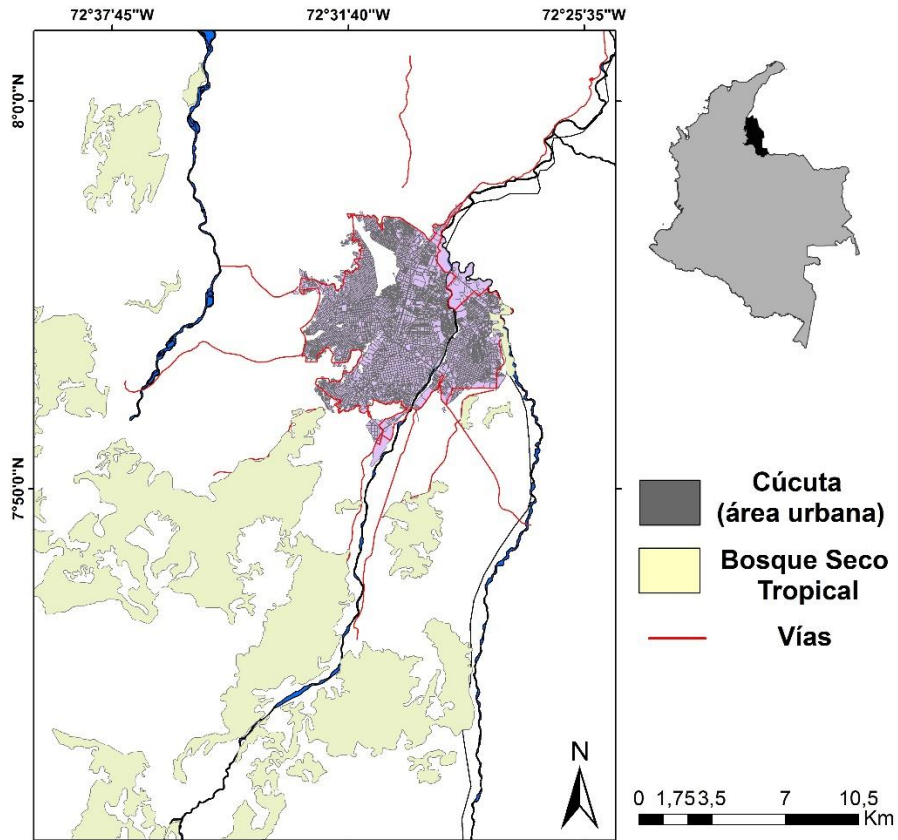 72°37'45"W
72°31'40"W
72°25'35"W
8°0'0"N
7°50'0"N
Cúcuta
(área urbana)
Bosque Seco
Tropical
Vías
N
0 1,75 3,5 7 10,5
Km